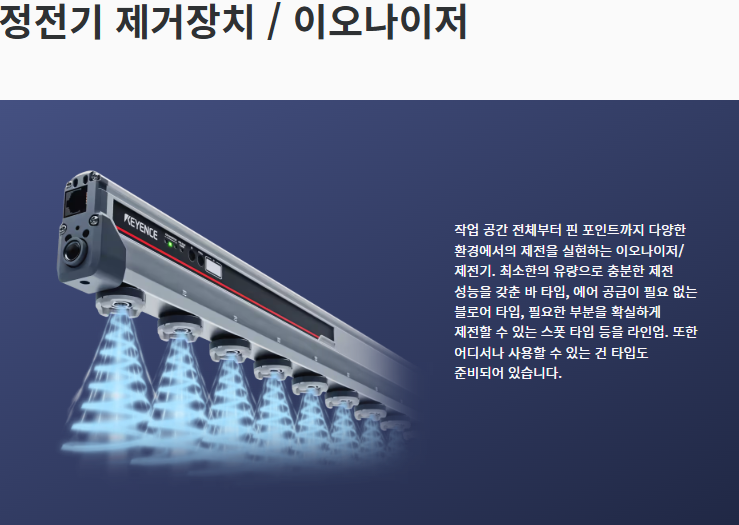 정전기 제거장치 / 이오나이저
KEYENCE
작업 공간 전체부터 핀 포인트까지 다양한
환경에서의 제전을 실현하는 이오나이저/
제전기. 최소한의 유량으로 충분한 제전
성능을 갖춘 바 타입, 에어 공급이 필요 없는
블로어 타입, 필요한 부분을 확실하게
제전할 수 있는 스폿 타입 등을 라인업. 또한
어디서나 사용할 수 있는 건 타입도
준비되어 있습니다.